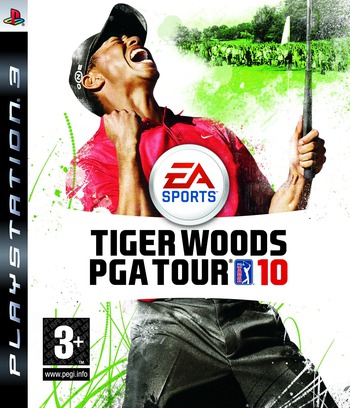 PLAYSTATION 3
EA
SPORTS
TIGER WOODS
PGA TOUR 10
3+
www.pegi.info